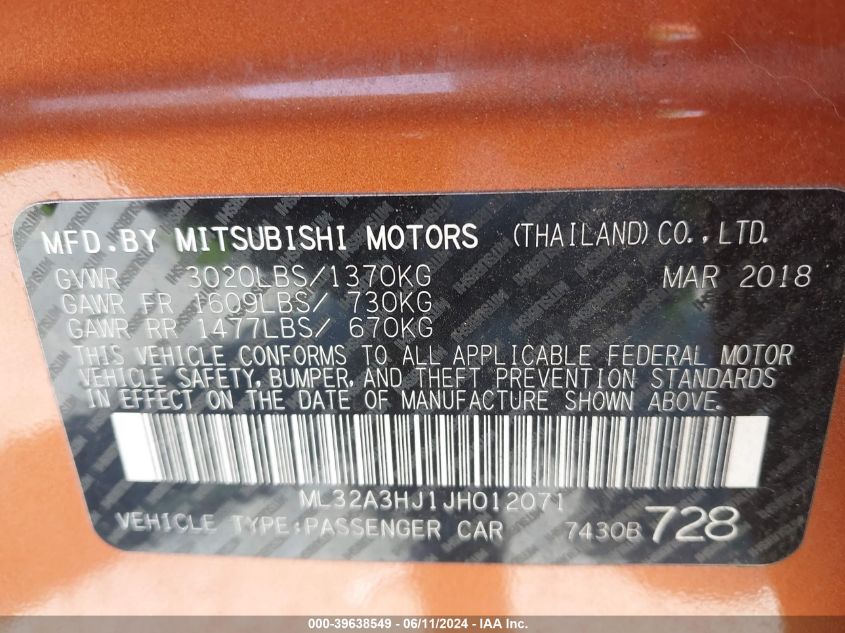 MFD.BY MITSUBISHI MOTORS (THAILAND) CO.,LTD.
GVWR 3020LBS/1370KG MAR 2018
GAWR FR 1609LBS/ 730KG
GAWR RR 1477LBS/ 670KG
THIS VEHICLE CONFORMS TO ALL APPLICABLE FEDERAL MOTOR
VEHICLE SAFETY, BUMPER, AND THEFT PREVENTION STANDARDS
IN EFFECT ON THE DATE OF MANUFACTURE SHOWN ABOVE.
ML32A3HJ1JH012071
VEHICLE TYPE:PASSENGER CAR 7430B 728
000-39638549 - 06/11/2024 - IAA Inc.